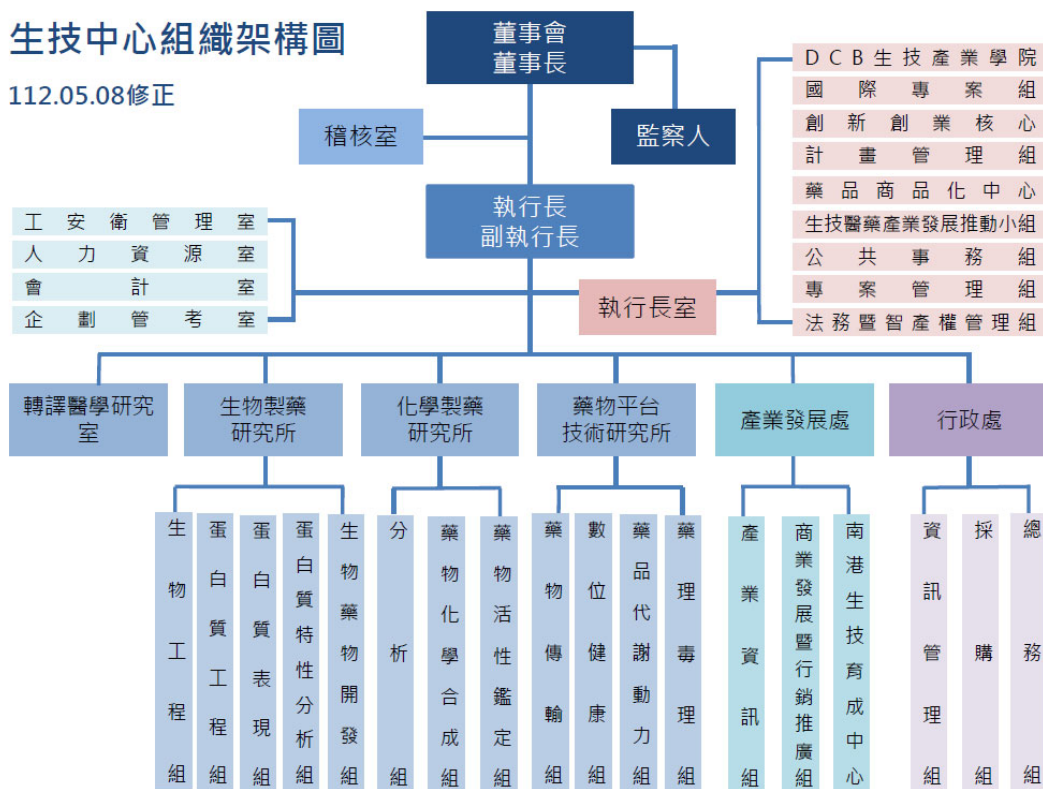 生技中心組織架構圖
112.05.08修正
董事會
董事長
稽核室
監察人
執行長
副執行長
工安衛管理室
人力資源室
會計室
企劃管考室
執行長室
DCB生技產業學院
國際專案組
創新創業核心
計畫管理組
藥品商品化中心
生技醫藥產業發展推動小組
公共事務組
專案管理組
法務暨智產權管理組
轉譯醫學研究
室
生物製藥
研究所
化學製藥
研究所
藥物平台
技術研究所
產業發展處
行政處
生物工程組
蛋白質工程組
蛋白質表現組
蛋白質特性分析組
生物藥物開發組
分析組
藥物化學合成組
藥物活性鑑定組
藥物傳輸組
數位健康組
藥品代謝動力組
藥理毒理組
產業資訊組
商業發展暨行銷推廣組
南港生技育成中心
資訊管理組
採購組
總務組